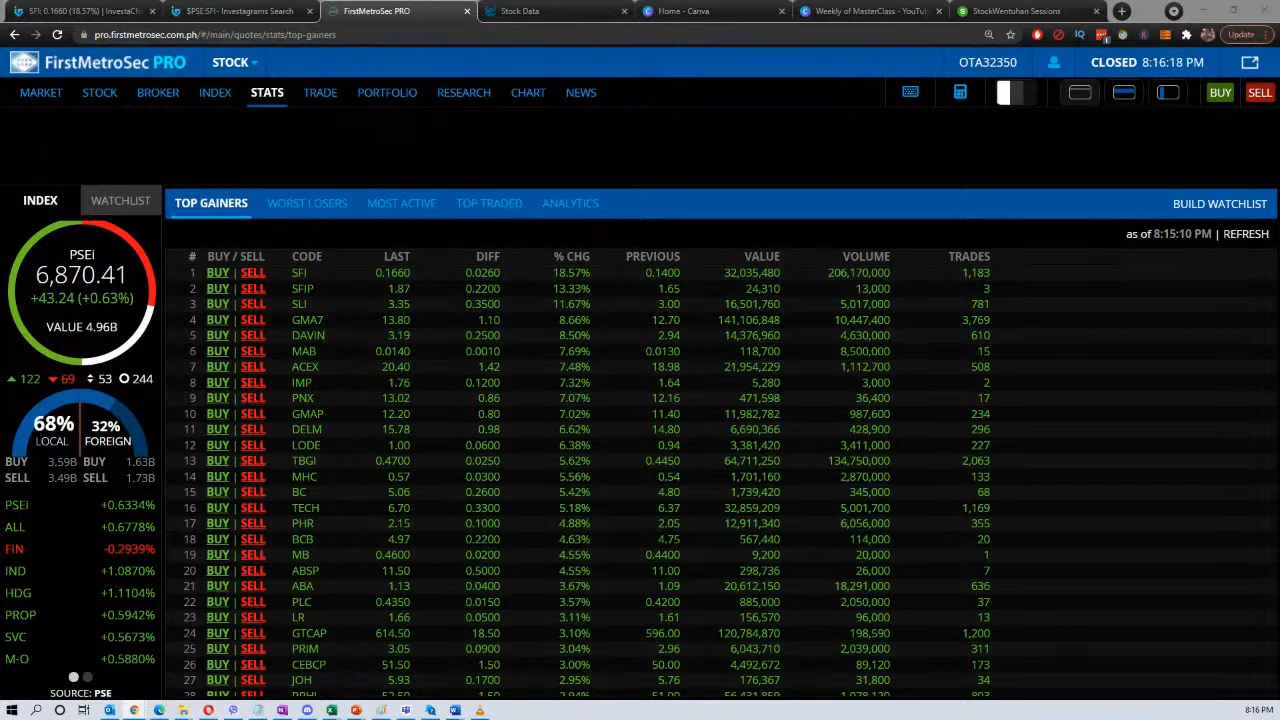 SFI: 0.1660 (+18.57%) | InvestaCh
$PSE:SFI- Investagrams Search
FirstMetroSec PRO
Stock Data
Home - Canva
Weekly of MasterClass - YouTu
StockWentuhan Sessions
pro.firstmetrosec.com.ph/#/main/quotes/stats/top-gainers
Update
FirstMetroSec PRO
STOCK
OTA32350
CLOSED 8:16:18 PM
MARKET STOCK BROKER INDEX STATS TRADE PORTFOLIO RESEARCH CHART NEWS
BUY SELL
INDEX WATCHLIST
TOP GAINERS WORST LOSERS MOST ACTIVE TOP TRADED ANALYTICS BUILD WATCHLIST
as of 8:15:10 PM | REFRESH
PSEi
6,870.41
+43.24 (+0.63%)
VALUE 4.96B
122 69 53 244
68% LOCAL
32% FOREIGN
BUY 3.59B BUY 1.63B
SELL 3.49B SELL 1.73B
PSEi +0.6334%
ALL +0.6778%
FIN -0.2939%
IND +1.0870%
HDG +1.1104%
PROP +0.5942%
SVC +0.5673%
M-O +0.5880%
SOURCE: PSE
# BUY / SELL CODE LAST DIFF % CHG PREVIOUS VALUE VOLUME TRADES
1 BUY | SELL SFI 0.1660 0.0260 18.57% 0.1400 32,035,480 206,170,000 1,183
2 BUY | SELL SFIP 1.87 0.2200 13.33% 1.65 24,310 13,000 3
3 BUY | SELL SLI 3.35 0.3500 11.67% 3.00 16,501,760 5,017,000 781
4 BUY | SELL GMA7 13.80 1.10 8.66% 12.70 141,106,848 10,447,400 3,769
5 BUY | SELL DAVIN 3.19 0.2500 8.50% 2.94 14,376,960 4,630,000 610
6 BUY | SELL MAB 0.0140 0.0010 7.69% 0.0130 118,700 8,500,000 15
7 BUY | SELL ACEX 20.40 1.42 7.48% 18.98 21,954,229 1,112,700 508
8 BUY | SELL IMP 1.76 0.1200 7.32% 1.64 5,280 3,000 2
9 BUY | SELL PNX 13.02 0.86 7.07% 12.16 471,598 36,400 17
10 BUY | SELL GMAP 12.20 0.80 7.02% 11.40 11,982,782 987,600 234
11 BUY | SELL DELM 15.78 0.98 6.62% 14.80 6,690,366 428,900 296
12 BUY | SELL LODE 1.00 0.0600 6.38% 0.94 3,381,420 3,411,000 227
13 BUY | SELL TBGI 0.4700 0.0250 5.62% 0.4450 64,711,250 134,750,000 2,063
14 BUY | SELL MHC 0.57 0.0300 5.56% 0.54 1,701,160 2,870,000 133
15 BUY | SELL BC 5.06 0.2600 5.42% 4.80 1,739,420 345,000 68
16 BUY | SELL TECH 6.70 0.3300 5.18% 6.37 32,859,209 5,001,700 1,169
17 BUY | SELL PHR 2.15 0.1000 4.88% 2.05 12,911,340 6,056,000 355
18 BUY | SELL BCB 4.97 0.2200 4.63% 4.75 567,440 114,000 20
19 BUY | SELL MB 0.4600 0.0200 4.55% 0.4400 9,200 20,000 1
20 BUY | SELL ABSP 11.50 0.5000 4.55% 11.00 298,736 26,000 7
21 BUY | SELL ABA 1.13 0.0400 3.67% 1.09 20,612,150 18,291,000 636
22 BUY | SELL PLC 0.4350 0.0150 3.57% 0.4200 885,000 2,050,000 37
23 BUY | SELL LR 1.66 0.0500 3.11% 1.61 156,570 96,000 13
24 BUY | SELL GTCAP 614.50 18.50 3.10% 596.00 120,784,870 198,590 1,200
25 BUY | SELL PRIM 3.05 0.0900 3.04% 2.96 6,043,710 2,039,000 311
26 BUY | SELL CEBCP 51.50 1.50 3.00% 50.00 4,492,672 89,120 173
27 BUY | SELL JOH 5.93 0.1700 2.95% 5.76 176,367 31,800 34
8:16 PM